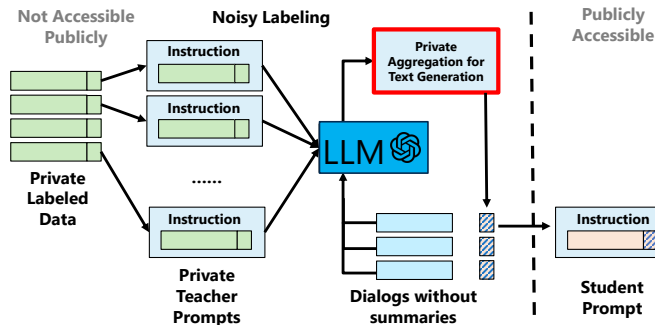 Not Accessible
Publicly
Noisy Labeling
Publicly
Accessible
Instruction
Instruction
......
Instruction
Private
Labeled
Data
Private
Teacher
Prompts
LLM
Private
Aggregation for
Text Generation
Dialogs without
summaries
Instruction
Student
Prompt